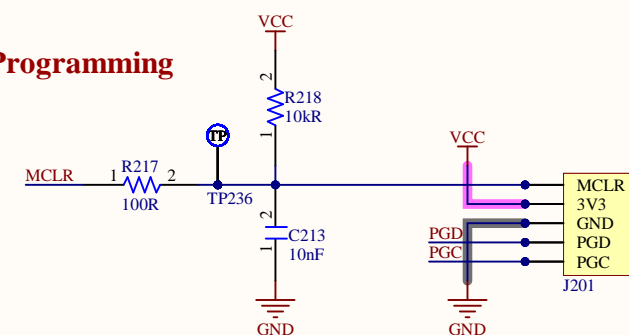 VCC
Programming
2
R218
10kR
1
TP
VCC
MCLR
1
R217
2
100R
TP236
MCLR
3V3
GND
PGD
PGC
J201
2
C213
10nF
1
PGD
PGC
GND
GND